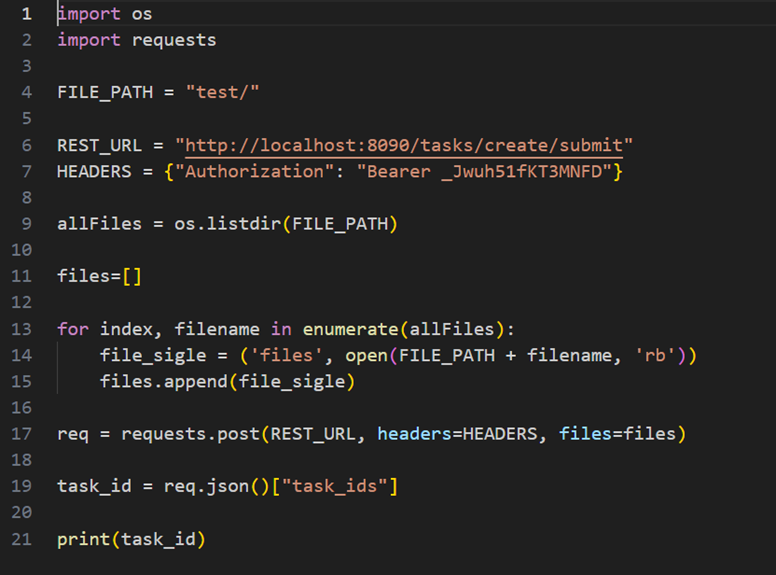 1 import os
2 import requests
3
4 FILE_PATH = "test/"
5
6 REST_URL = "http://localhost:8090/tasks/create/submit"
7 HEADERS = {"Authorization": "Bearer _Jwuh51fKT3MNFD"}
8
9 allFiles = os.listdir(FILE_PATH)
10
11 files=[]
12
13 for index, filename in enumerate(allFiles):
14     file_sigle = ('files', open(FILE_PATH + filename, 'rb'))
15     files.append(file_sigle)
16
17 req = requests.post(REST_URL, headers=HEADERS, files=files)
18
19 task_id = req.json()["task_ids"]
20
21 print(task_id)